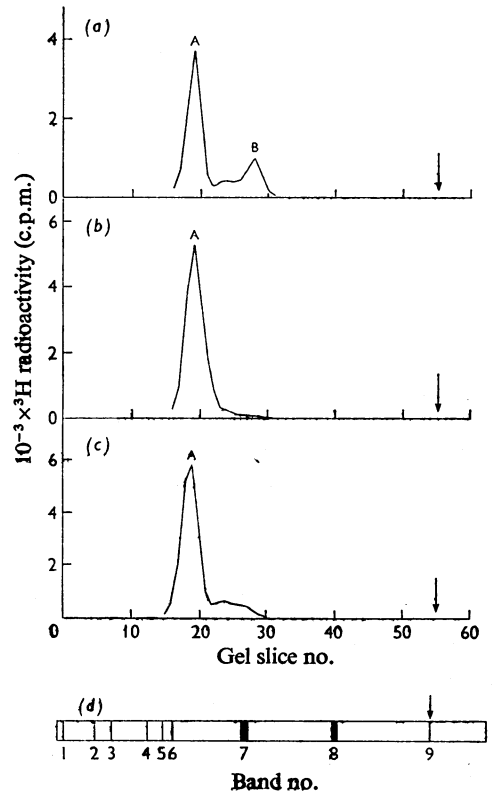 (a)
A
B
4
2
0
(b)
A
6
4
2
0
(c)
A
6
4
2
0 10 20 30 40 50 60
10⁻³×³H radioactivity (c.p.m.)
Gel slice no.
(d)
1 2 3 4 5 6 7 8 9
Band no.